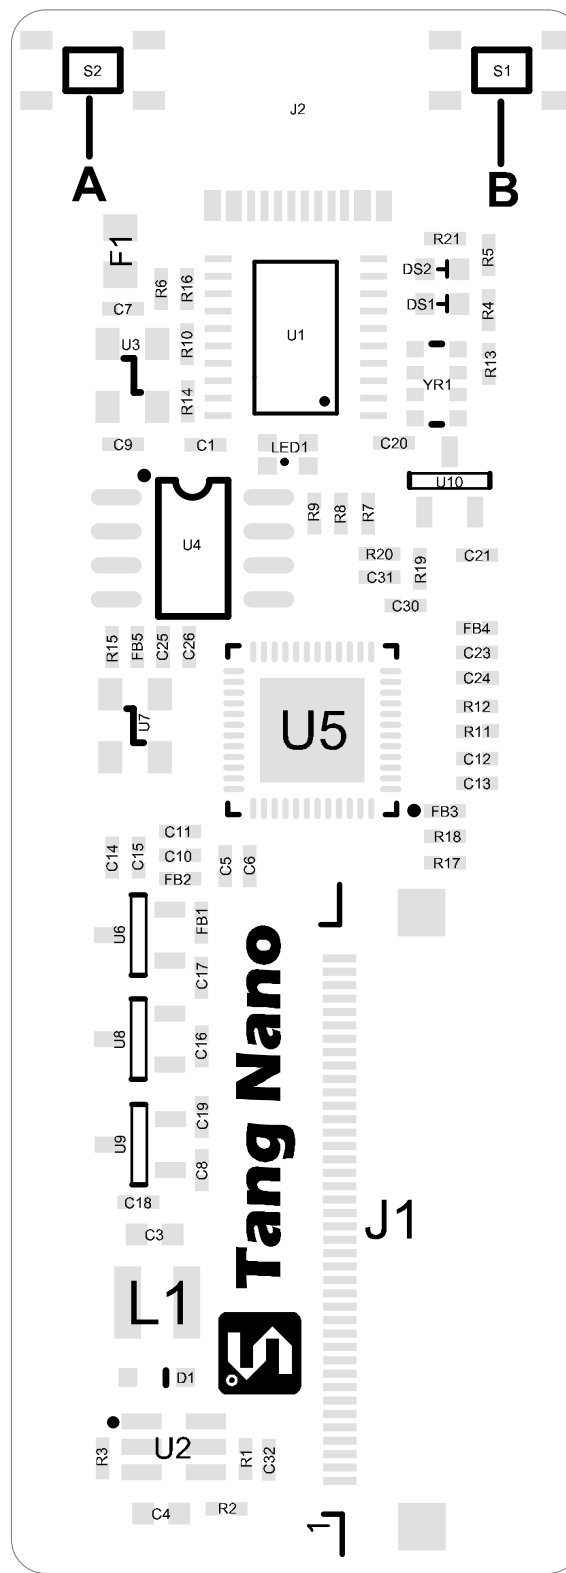 S2
S1
J2
A
B
F1
R21
R5
DS2
R6
R16
C7
DS1
R4
U3
R10
U1
R13
YR1
R14
C9
C1
LED1
C20
U10
U4
R9
R8
R7
R20
R19
C21
C31
C30
R15
FB5
C25
C26
FB4
C23
C24
U7
U5
R12
R11
C12
C13
FB3
C11
R18
C14
C15
C10
C5
C6
R17
FB2
U6
FB1
C17
U8
C16
Tang Nano
U9
C19
C8
C18
J1
C3
L1
D1
U2
R3
R1
C32
C4
R2
1